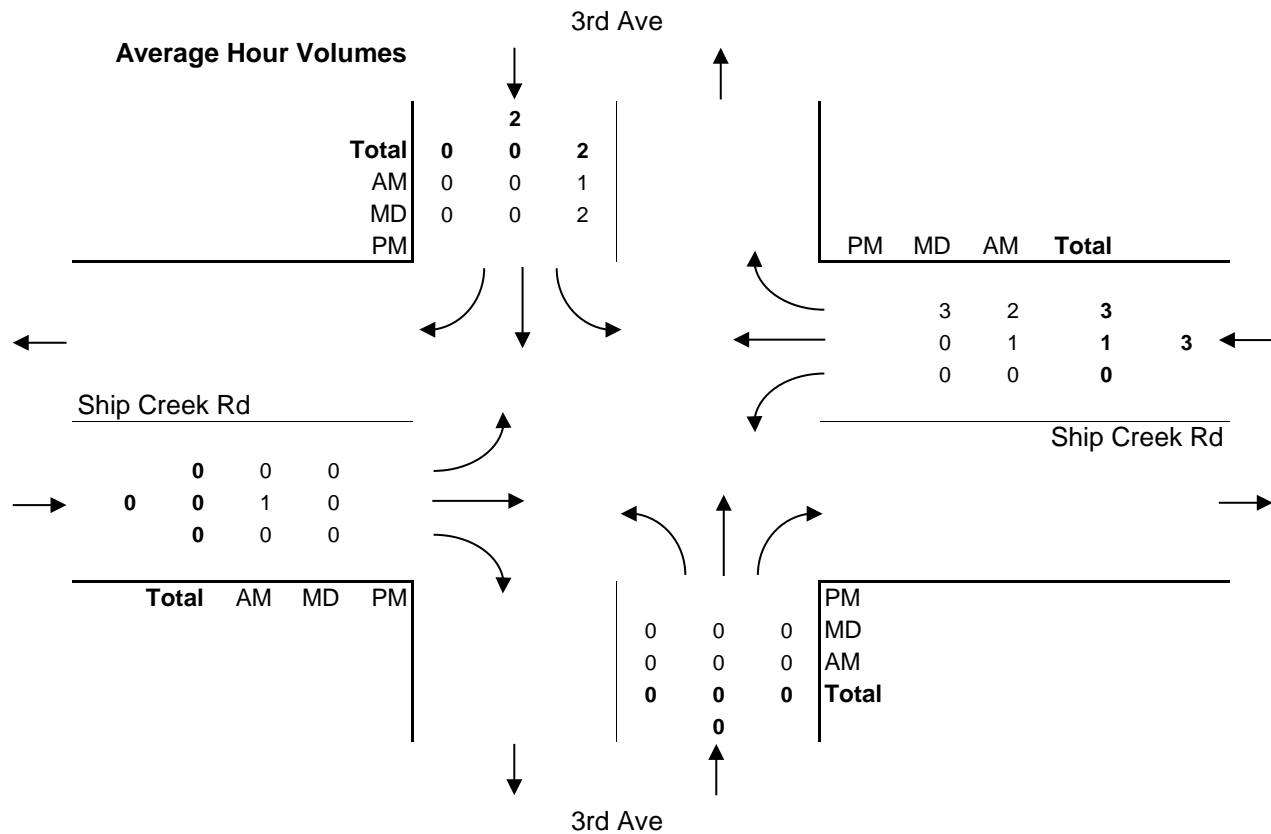 3rd Ave
Average Hour Volumes
2
Total 0 0 2
AM 0 0 1
MD 0 0 2
PM
PM MD AM Total
3 2 3
0 1 1 3
0 0 0
Ship Creek Rd
Ship Creek Rd
0 0 0
0 0 1 0
0 0 0
Total AM MD PM
PM
0 0 0 MD
0 0 0 AM
0 0 0 Total
0
3rd Ave